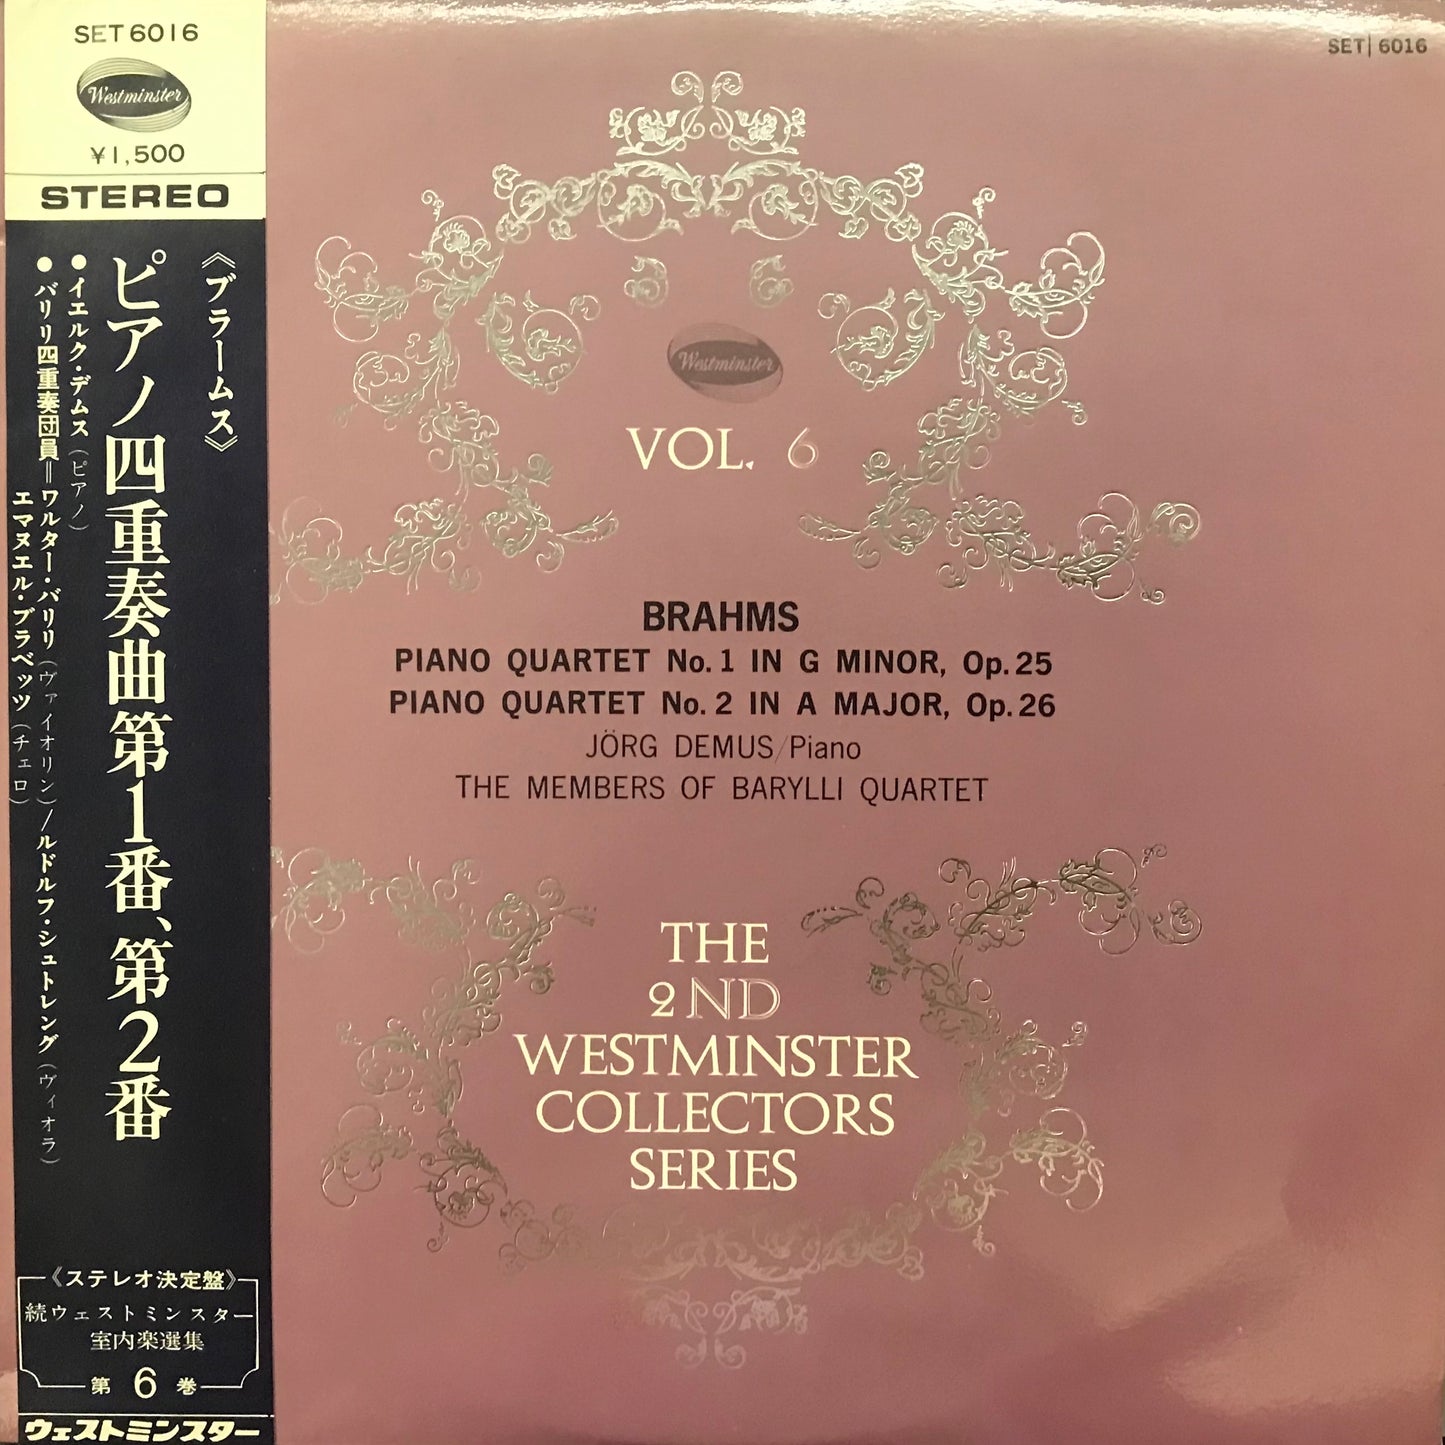 SET 6016
Westminster
¥1,500
STEREO
《ブラームス》
ピアノ四重奏曲第1番、第2番
●イエルク・デムス(ピアノ)
●バリリ四重奏団員=ワルター・バリリ(ヴァイオリン)/ルドルフ・シュトレング(ヴィオラ)
エマヌエル・ブラベッツ(チェロ)
《ステレオ決定盤》
続ウェストミンスター
室内楽選集
第6巻
ウェストミンスター
SET| 6016
Westminster
VOL. 6
BRAHMS
PIANO QUARTET No. 1 IN G MINOR, Op. 25
PIANO QUARTET No. 2 IN A MAJOR, Op. 26
JÖRG DEMUS/Piano
THE MEMBERS OF BARYLLI QUARTET
THE
2ND
WESTMINSTER
COLLECTORS
SERIES